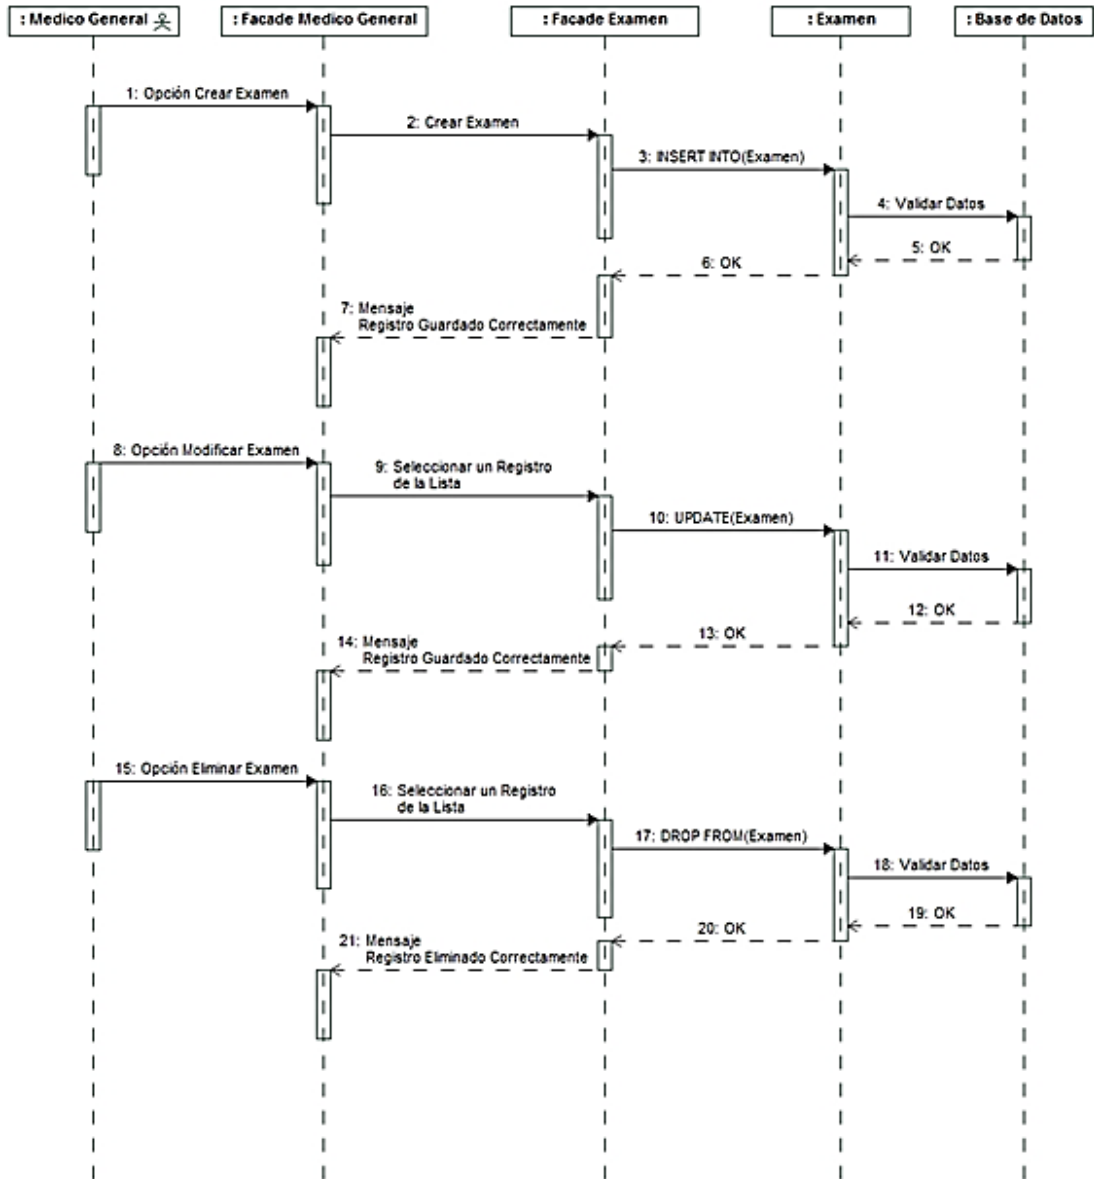 : Medico General
: Facade Medico General
: Facade Examen
: Examen
: Base de Datos
1: Opción Crear Examen
2: Crear Examen
3: INSERT INTO(Examen)
4: Validar Datos
5: OK
6: OK
7: Mensaje
Registro Guardado Correctamente
8: Opción Modificar Examen
9: Seleccionar un Registro
de la Lista
10: UPDATE(Examen)
11: Validar Datos
12: OK
13: OK
14: Mensaje
Registro Guardado Correctamente
15: Opción Eliminar Examen
16: Seleccionar un Registro
de la Lista
17: DROP FROM(Examen)
18: Validar Datos
19: OK
20: OK
21: Mensaje
Registro Eliminado Correctamente